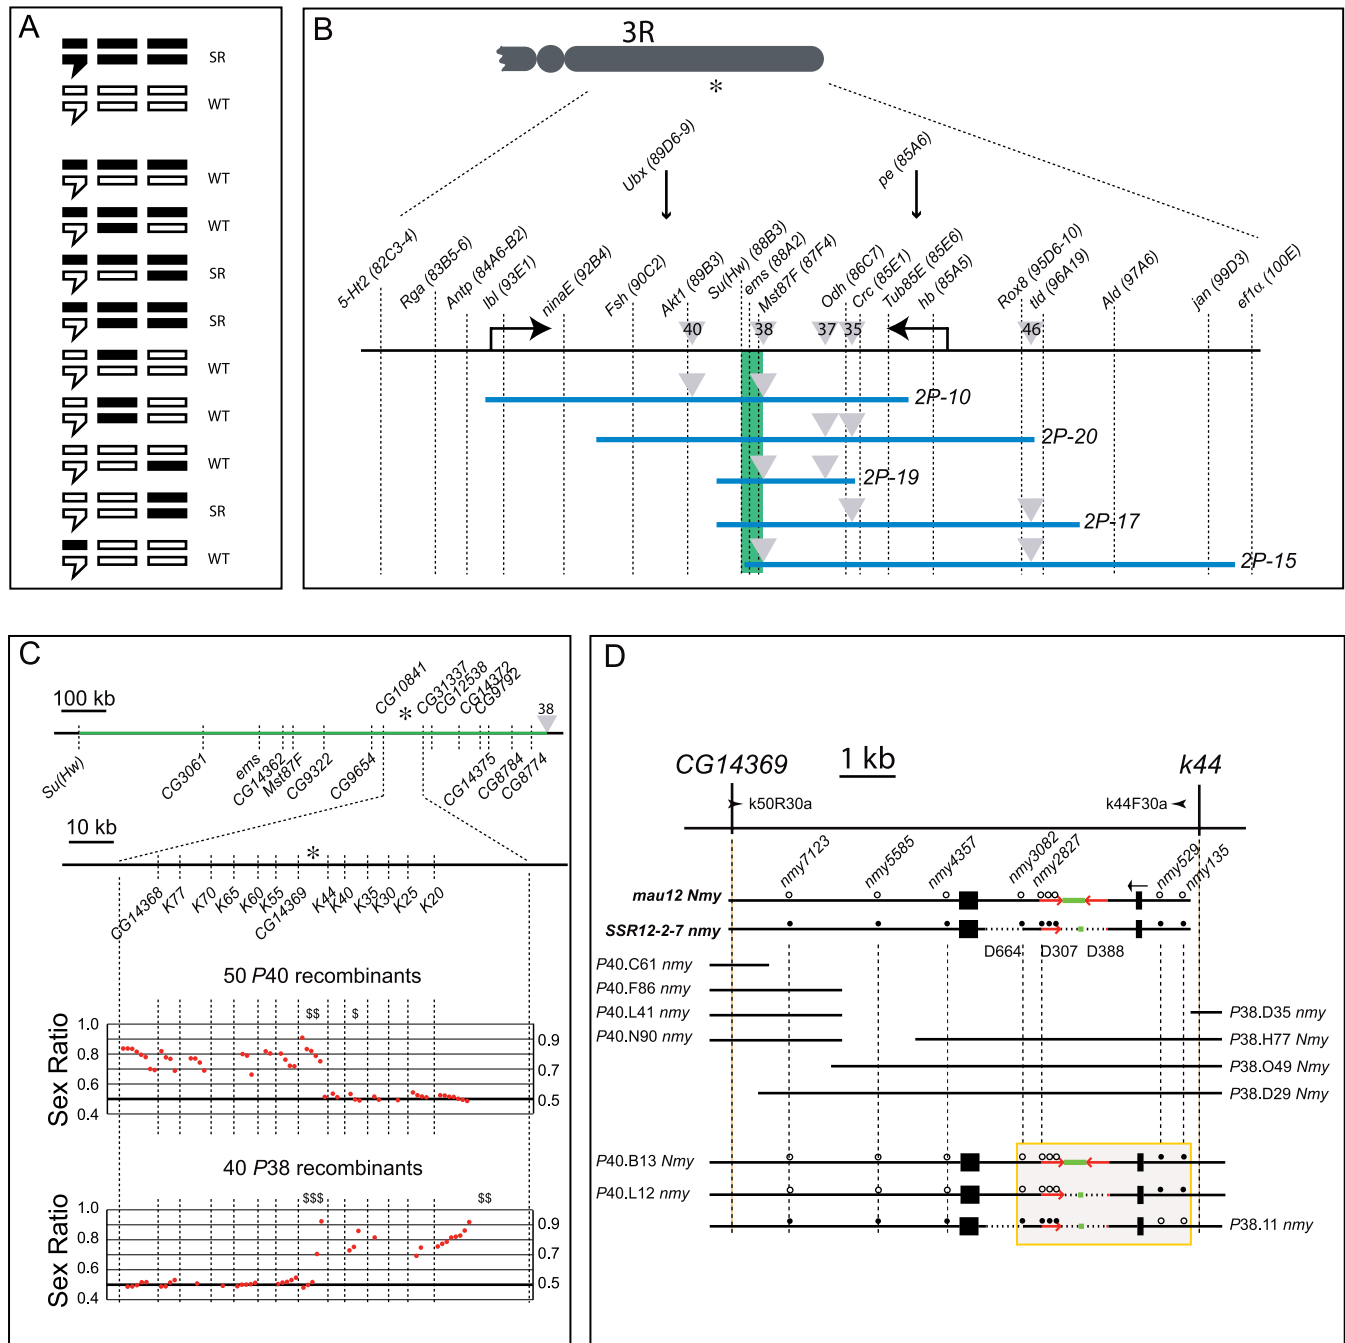 A
SR
WT
WT
WT
SR
SR
WT
WT
WT
SR
WT
B
3R
*
Ubx (89D6-9)
pe (85A6)
5-Ht2 (82C3-4)
Rga (83B5-6)
Antp (84A6-B2)
lbl (93E1)
ninaE (92B4)
Fsh (90C2)
Akt1 (89B3)
Su(Hw) (88B3)
ems (88A2)
Mst87F (87F4)
Odh (86C7)
Crc (85E1)
Tub85E (85E6)
hb (85A5)
Rox8 (95D6-10)
tld (96A19)
Ald (97A6)
jan (99D3)
ef1α (100E)
40 38 37 35 46
2P-10
2P-20
2P-19
2P-17
2P-15
C
100 kb
CG10841
*
CG31337
CG12538
CG14372
CG9792
38
Su(Hw)
CG3061
ems
CG14362
Mst87F
CG9322
CG9654
CG14375
CG8784
CG8774
10 kb
*
CG14368
K77
K70
K65
K60
K55
CG14369
K44
K40
K35
K30
K25
K20
50 P40 recombinants
$$ $
Sex Ratio
1.0
0.8
0.6
0.4
0.9
0.7
0.5
40 P38 recombinants
$$$ $$
Sex Ratio
1.0
0.8
0.6
0.4
0.9
0.7
0.5
D
CG14369
1 kb
k44
k50R30a
k44F30a
nmy7123
nmy5585
nmy4357
nmy3082
nmy2827
nmy529
nmy135
mau12 Nmy
SSR12-2-7 nmy
D664 D307 D388
P40.C61 nmy
P40.F86 nmy
P40.L41 nmy
P38.D35 nmy
P40.N90 nmy
P38.H77 Nmy
P38.O49 Nmy
P38.D29 Nmy
P40.B13 Nmy
P40.L12 nmy
P38.11 nmy